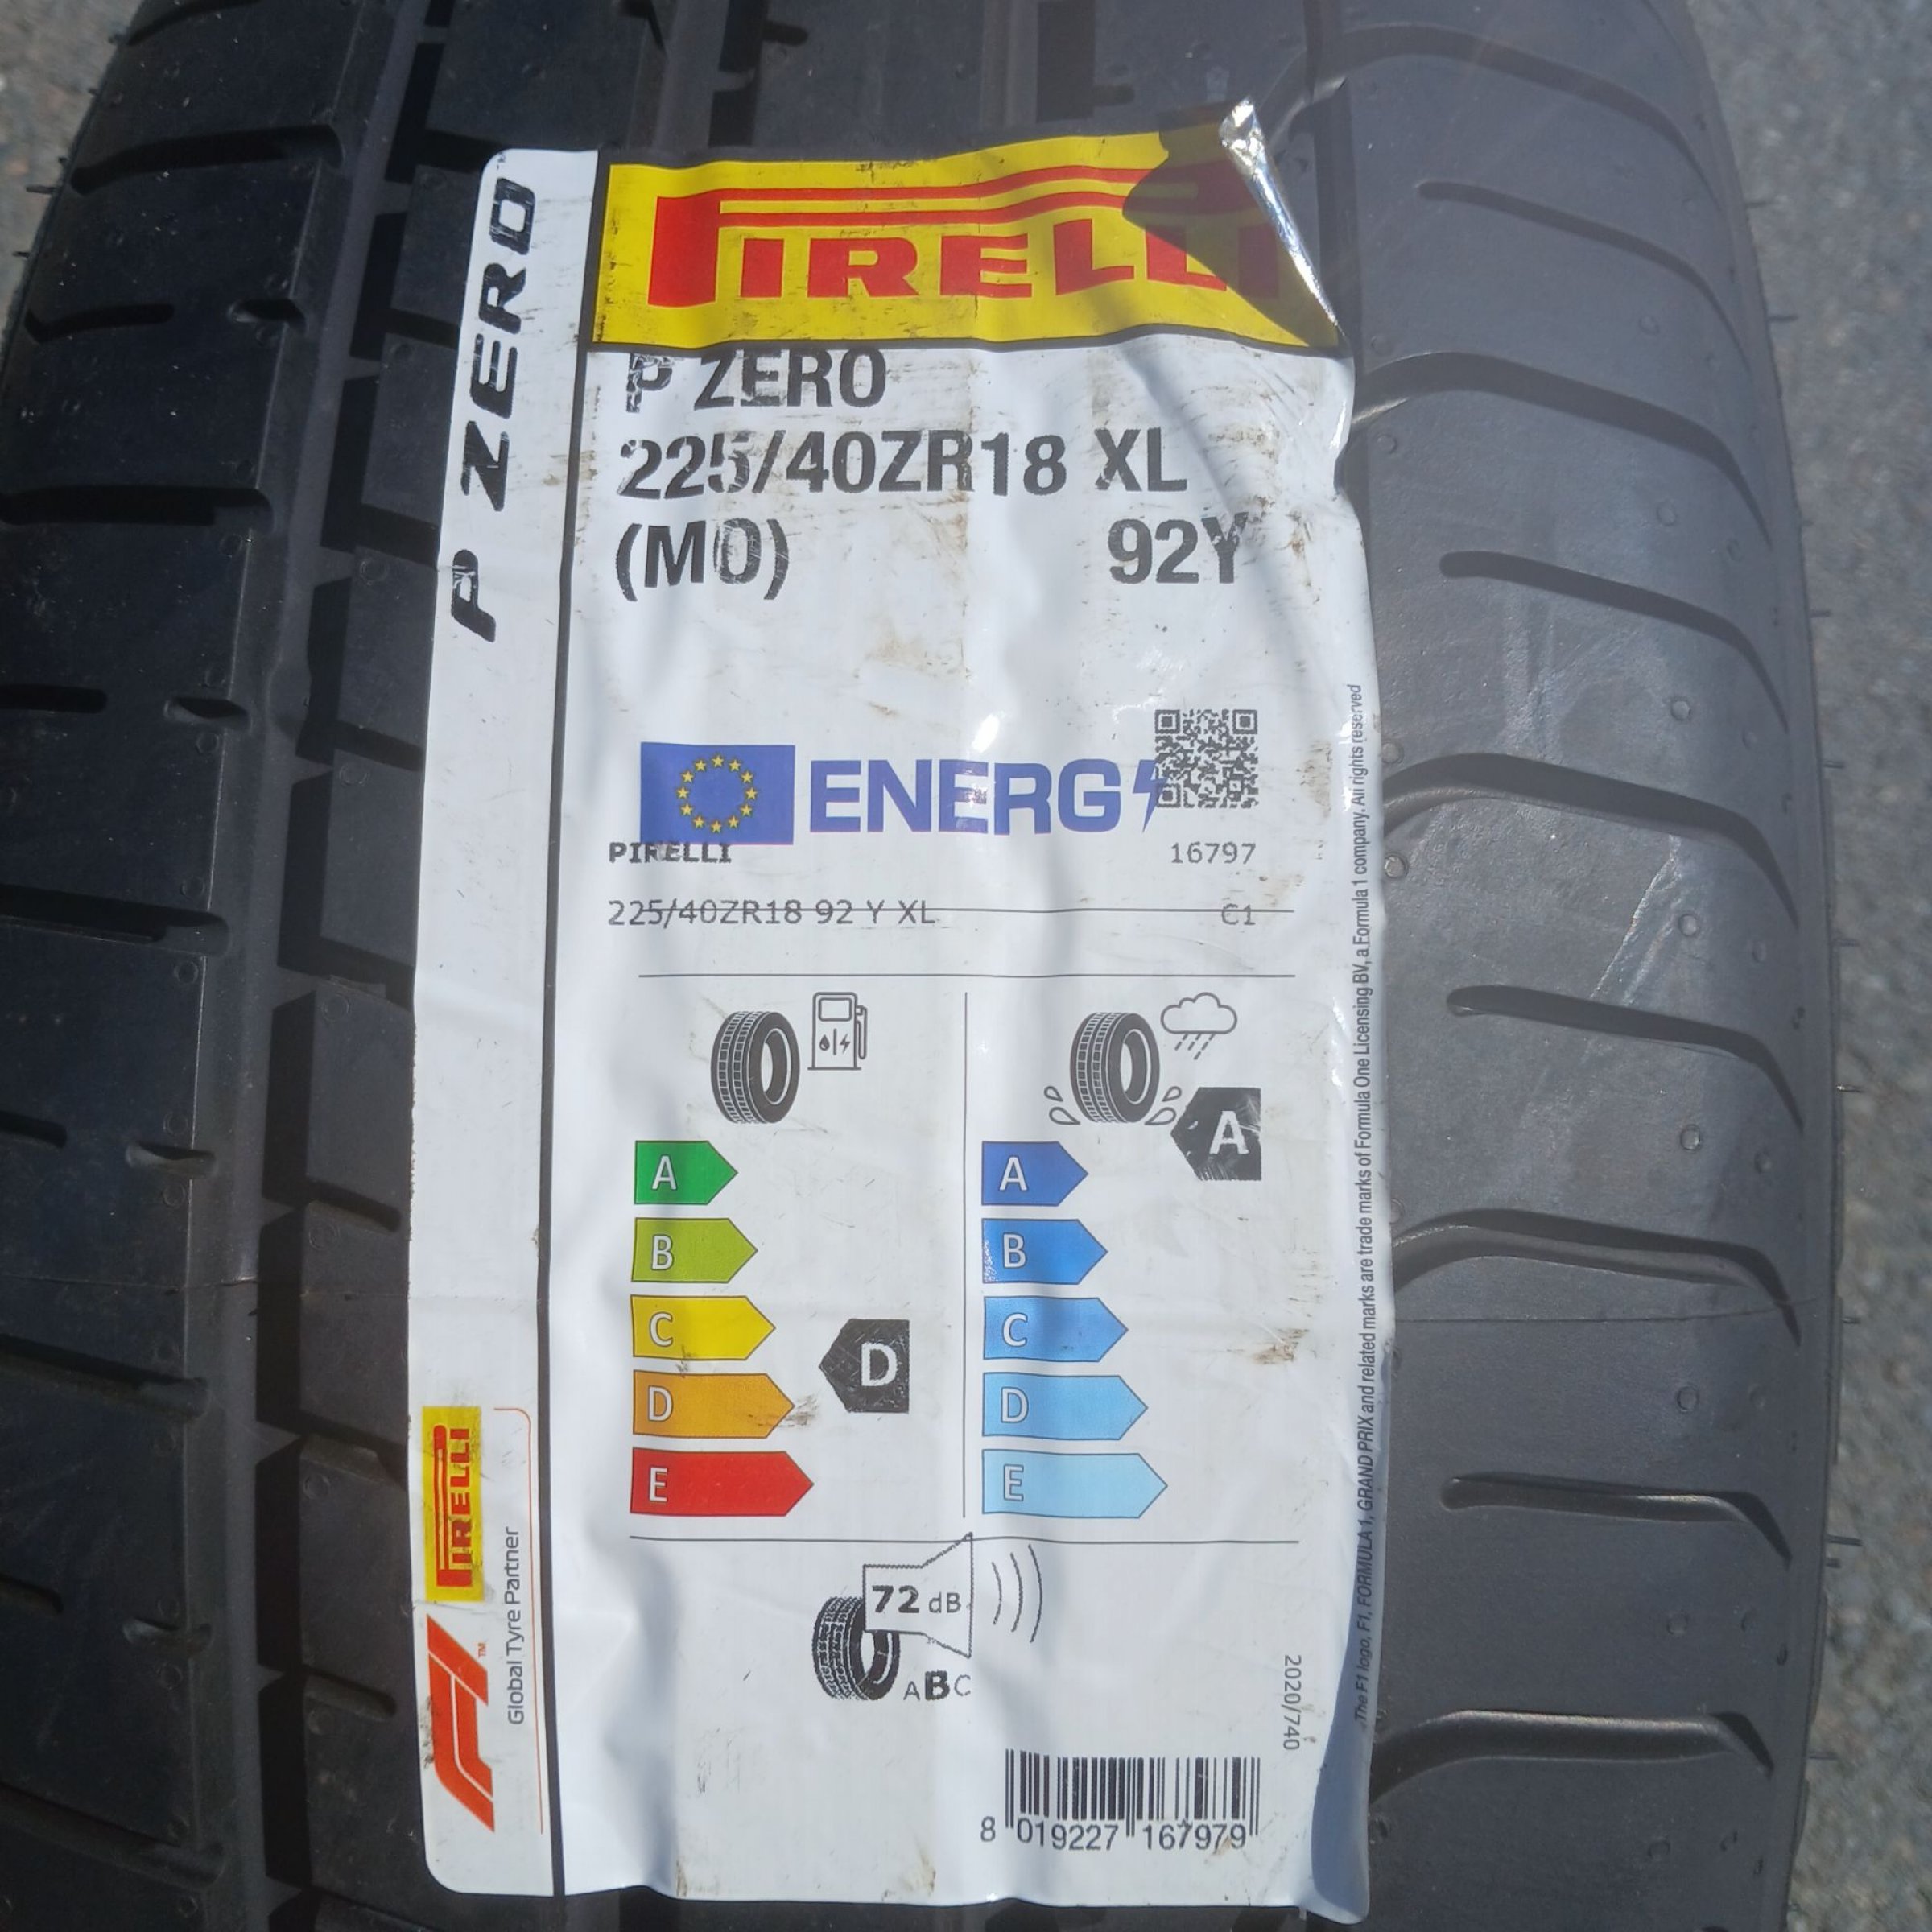 P ZERO
PIRELLI
P ZERO
225/40ZR18 XL
(MO) 92Y
ENERG
PIRELLI 16797
225/40ZR18 92 Y XL C1
A A A
B B
C C
D D D
E E
72 dB
ABC
2020/740
8 019227 167979
PIRELLI
F1™
Global Tyre Partner
The F1 logo, F1, FORMULA 1, GRAND PRIX and related marks are trade marks of Formula One Licensing BV, a Formula 1 company. All rights reserved